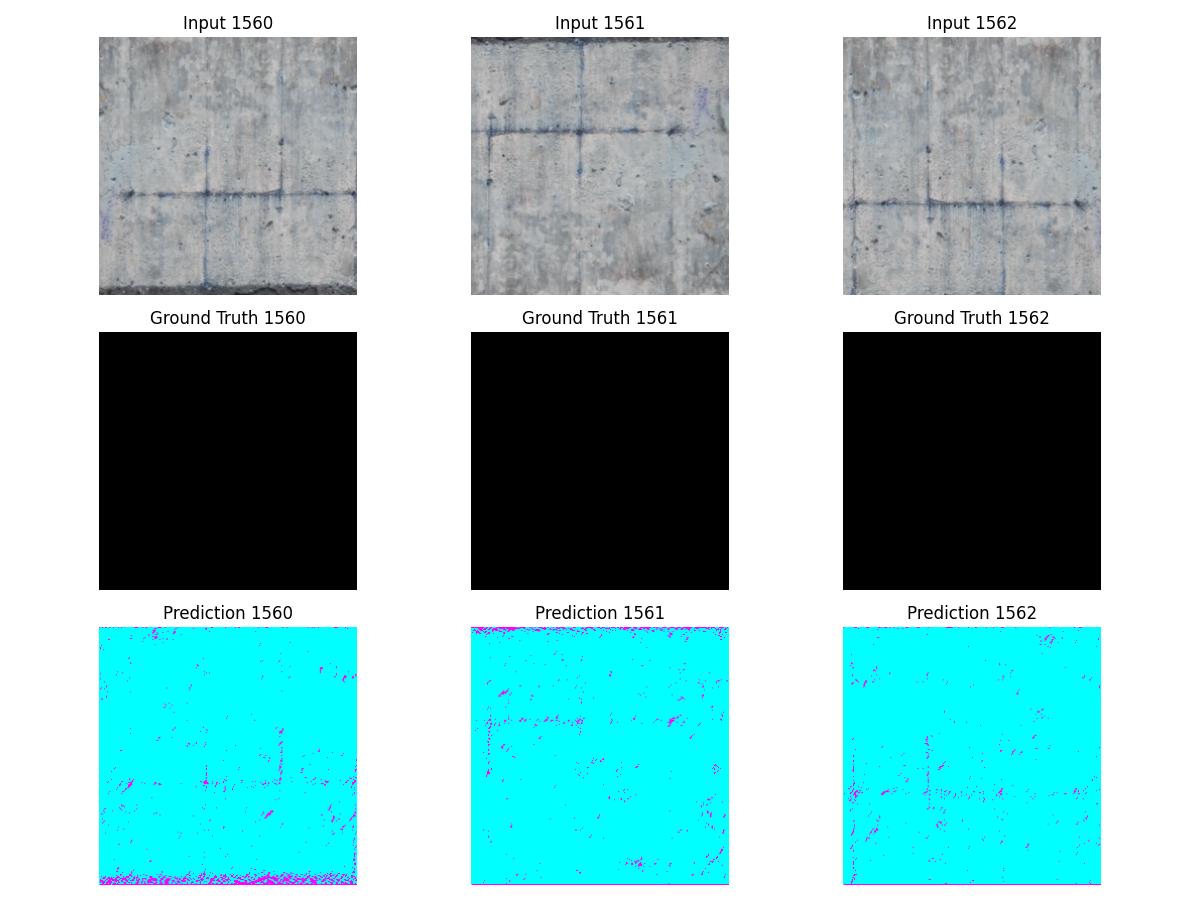 Input 1560
Input 1561
Input 1562
Ground Truth 1560
Ground Truth 1561
Ground Truth 1562
Prediction 1560
Prediction 1561
Prediction 1562